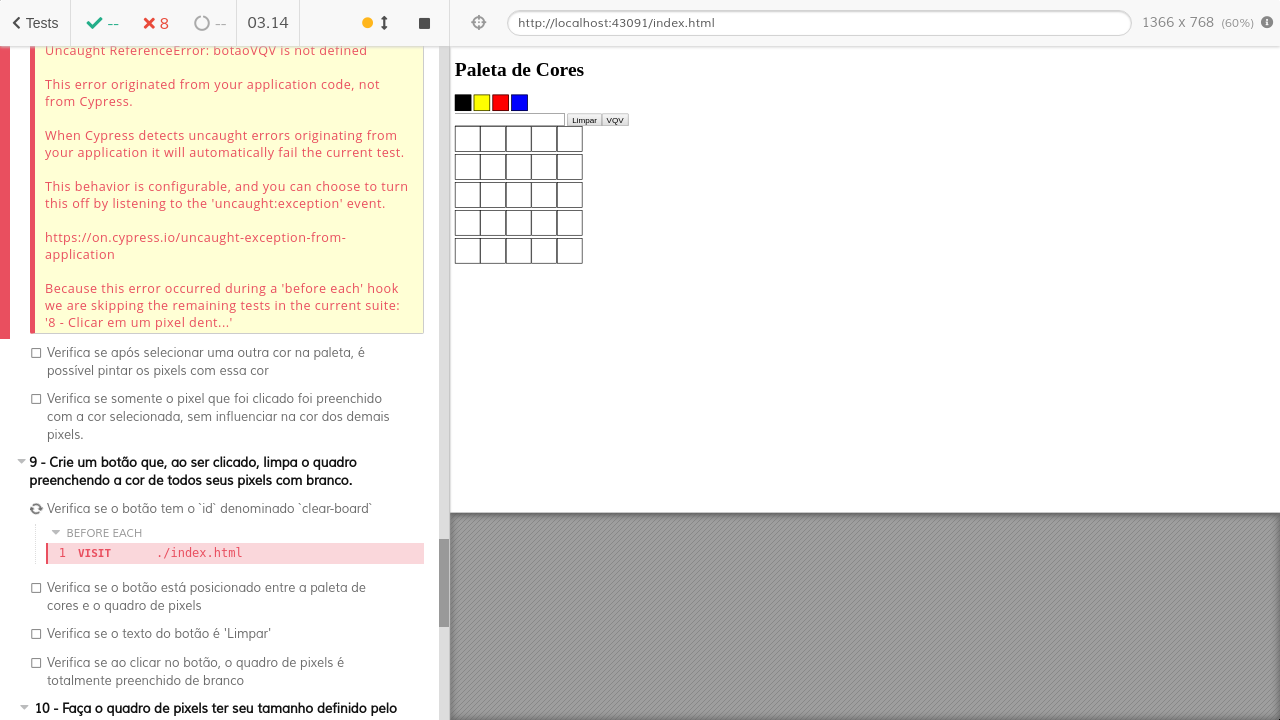 Tests
--
8
--
03.14
http://localhost:43091/index.html
1366 x 768 (60%)
Uncaught ReferenceError: botaoVQV is not defined
This error originated from your application code, not
from Cypress.
When Cypress detects uncaught errors originating from
your application it will automatically fail the current test.
This behavior is configurable, and you can choose to turn
this off by listening to the 'uncaught:exception' event.
https://on.cypress.io/uncaught-exception-from-
application
Because this error occurred during a 'before each' hook
we are skipping the remaining tests in the current suite:
'8 - Clicar em um pixel dent...'
Verifica se após selecionar uma outra cor na paleta, é
possível pintar os pixels com essa cor
Verifica se somente o pixel que foi clicado foi preenchido
com a cor selecionada, sem influenciar na cor dos demais
pixels.
9 - Crie um botão que, ao ser clicado, limpa o quadro
preenchendo a cor de todos seus pixels com branco.
Verifica se o botão tem o `id` denominado `clear-board`
BEFORE EACH
1 VISIT ./index.html
Verifica se o botão está posicionado entre a paleta de
cores e o quadro de pixels
Verifica se o texto do botão é 'Limpar'
Verifica se ao clicar no botão, o quadro de pixels é
totalmente preenchido de branco
10 - Faça o quadro de pixels ter seu tamanho definido pelo
Paleta de Cores
Limpar VQV